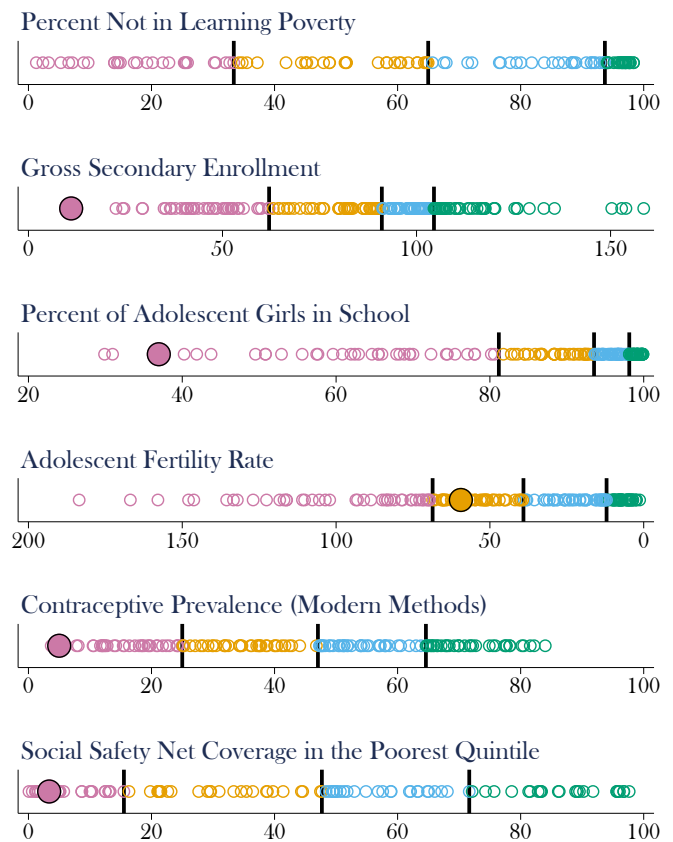 Percent Not in Learning Poverty
0 20 40 60 80 100
Gross Secondary Enrollment
0 50 100 150
Percent of Adolescent Girls in School
20 40 60 80 100
Adolescent Fertility Rate
200 150 100 50 0
Contraceptive Prevalence (Modern Methods)
0 20 40 60 80 100
Social Safety Net Coverage in the Poorest Quintile
0 20 40 60 80 100